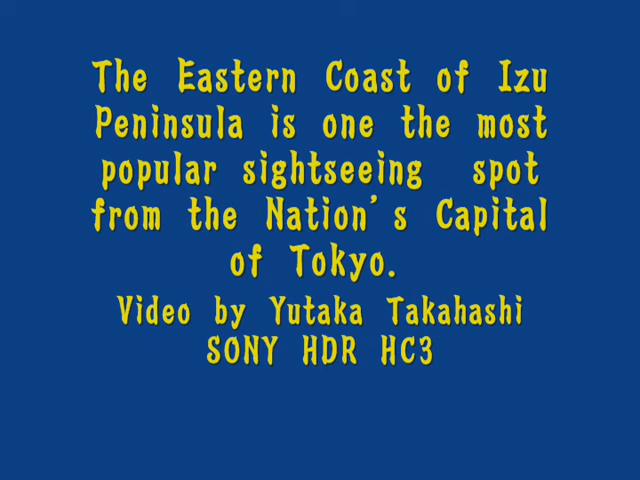 The Eastern Coast of Izu
Peninsula is one the most
popular sightseeing spot
from the Nation's Capital
of Tokyo.
Video by Yutaka Takahashi
SONY HDR HC3